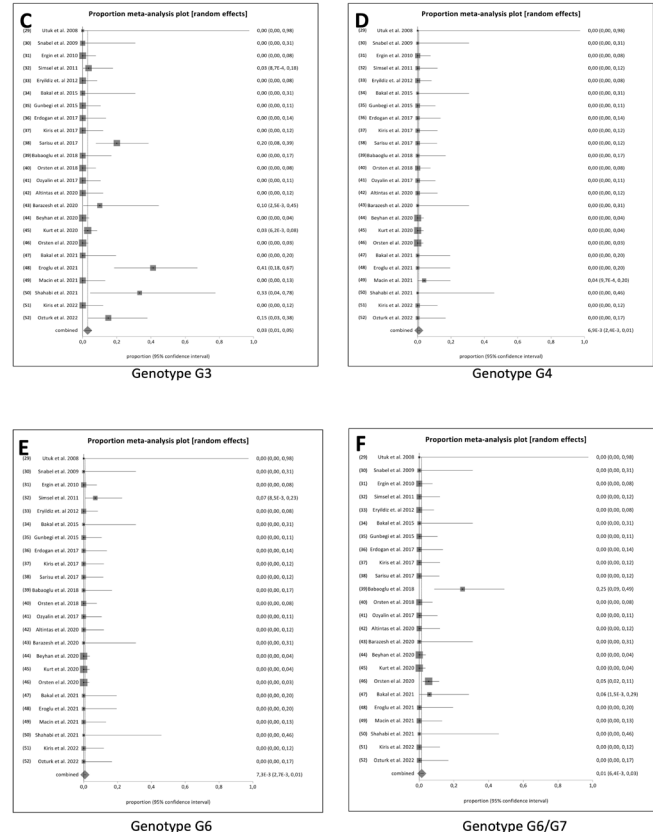 C
Proportion meta-analysis plot [random effects]
(29) Utuk et al. 2008 0,00 (0,00, 0,98)
(30) Snabel et al. 2009 0,00 (0,00, 0,31)
(31) Ergin et al. 2010 0,00 (0,00, 0,08)
(32) Simsel et al. 2011 0,03 (8,7E-4, 0,18)
(33) Eryildiz et. al 2012 0,00 (0,00, 0,08)
(34) Bakal et al. 2015 0,00 (0,00, 0,31)
(35) Gunbegi et al. 2015 0,00 (0,00, 0,11)
(36) Erdogan et al. 2017 0,00 (0,00, 0,14)
(37) Kiris et al. 2017 0,00 (0,00, 0,12)
(38) Sarisu et al. 2017 0,20 (0,08, 0,39)
(39) Babaoglu et al. 2018 0,00 (0,00, 0,17)
(40) Orsten et al. 2018 0,00 (0,00, 0,08)
(41) Ozyalin et al. 2017 0,00 (0,00, 0,11)
(42) Altintas et al. 2020 0,00 (0,00, 0,12)
(43) Barazesh et al. 2020 0,10 (2,5E-3, 0,45)
(44) Beyhan et al. 2020 0,00 (0,00, 0,04)
(45) Kurt et al. 2020 0,03 (6,2E-3, 0,08)
(46) Orsten el al. 2020 0,00 (0,00, 0,03)
(47) Bakal et al. 2021 0,00 (0,00, 0,20)
(48) Eroglu et al. 2021 0,41 (0,18, 0,67)
(49) Macin et al. 2021 0,00 (0,00, 0,13)
(50) Shahabi et al. 2021 0,33 (0,04, 0,78)
(51) Kiris et al. 2022 0,00 (0,00, 0,12)
(52) Ozturk et al. 2022 0,15 (0,03, 0,38)
combined 0,03 (0,01, 0,05)
0,0 0,2 0,4 0,6 0,8 1,0
proportion (95% confidence interval)
Genotype G3
D
Proportion meta-analysis plot [random effects]
(29) Utuk et al. 2008 0,00 (0,00, 0,98)
(30) Snabel et al. 2009 0,00 (0,00, 0,31)
(31) Ergin et al. 2010 0,00 (0,00, 0,08)
(32) Simsel et al. 2011 0,00 (0,00, 0,12)
(33) Eryildiz et. al 2012 0,00 (0,00, 0,08)
(34) Bakal et al. 2015 0,00 (0,00, 0,31)
(35) Gunbegi et al. 2015 0,00 (0,00, 0,11)
(36) Erdogan et al. 2017 0,00 (0,00, 0,14)
(37) Kiris et al. 2017 0,00 (0,00, 0,12)
(38) Sarisu et al. 2017 0,00 (0,00, 0,12)
(39) Babaoglu et al. 2018 0,00 (0,00, 0,17)
(40) Orsten et al. 2018 0,00 (0,00, 0,08)
(41) Ozyalin et al. 2017 0,00 (0,00, 0,11)
(42) Altintas et al. 2020 0,00 (0,00, 0,12)
(43) Barazesh et al. 2020 0,00 (0,00, 0,31)
(44) Beyhan et al. 2020 0,00 (0,00, 0,04)
(45) Kurt et al. 2020 0,00 (0,00, 0,04)
(46) Orsten el al. 2020 0,00 (0,00, 0,03)
(47) Bakal et al. 2021 0,00 (0,00, 0,20)
(48) Eroglu et al. 2021 0,00 (0,00, 0,20)
(49) Macin et al. 2021 0,04 (9,7E-4, 0,20)
(50) Shahabi et al. 2021 0,00 (0,00, 0,46)
(51) Kiris et al. 2022 0,00 (0,00, 0,12)
(52) Ozturk et al. 2022 0,00 (0,00, 0,17)
combined 6,9E-3 (2,4E-3, 0,01)
0,0 0,2 0,4 0,6 0,8 1,0
proportion (95% confidence interval)
Genotype G4
E
Proportion meta-analysis plot [random effects]
(29) Utuk et al. 2008 0,00 (0,00, 0,98)
(30) Snabel et al. 2009 0,00 (0,00, 0,31)
(31) Ergin et al. 2010 0,00 (0,00, 0,08)
(32) Simsel et al. 2011 0,07 (8,5E-3, 0,23)
(33) Eryildiz et. al 2012 0,00 (0,00, 0,08)
(34) Bakal et al. 2015 0,00 (0,00, 0,31)
(35) Gunbegi et al. 2015 0,00 (0,00, 0,11)
(36) Erdogan et al. 2017 0,00 (0,00, 0,14)
(37) Kiris et al. 2017 0,00 (0,00, 0,12)
(38) Sarisu et al. 2017 0,00 (0,00, 0,12)
(39) Babaoglu et al. 2018 0,00 (0,00, 0,17)
(40) Orsten et al. 2018 0,00 (0,00, 0,08)
(41) Ozyalin et al. 2017 0,00 (0,00, 0,11)
(42) Altintas et al. 2020 0,00 (0,00, 0,12)
(43) Barazesh et al. 2020 0,00 (0,00, 0,31)
(44) Beyhan et al. 2020 0,00 (0,00, 0,04)
(45) Kurt et al. 2020 0,00 (0,00, 0,04)
(46) Orsten el al. 2020 0,00 (0,00, 0,03)
(47) Bakal et al. 2021 0,00 (0,00, 0,20)
(48) Eroglu et al. 2021 0,00 (0,00, 0,20)
(49) Macin et al. 2021 0,00 (0,00, 0,13)
(50) Shahabi et al. 2021 0,00 (0,00, 0,46)
(51) Kiris et al. 2022 0,00 (0,00, 0,12)
(52) Ozturk et al. 2022 0,00 (0,00, 0,17)
combined 7,3E-3 (2,7E-3, 0,01)
0,0 0,2 0,4 0,6 0,8 1,0
proportion (95% confidence interval)
Genotype G6
F
Proportion meta-analysis plot [random effects]
(29) Utuk et al. 2008 0,00 (0,00, 0,98)
(30) Snabel et al. 2009 0,00 (0,00, 0,31)
(31) Ergin et al. 2010 0,00 (0,00, 0,08)
(32) Simsel et al. 2011 0,00 (0,00, 0,12)
(33) Eryildiz et. al 2012 0,00 (0,00, 0,08)
(34) Bakal et al. 2015 0,00 (0,00, 0,31)
(35) Gunbegi et al. 2015 0,00 (0,00, 0,11)
(36) Erdogan et al. 2017 0,00 (0,00, 0,14)
(37) Kiris et al. 2017 0,00 (0,00, 0,12)
(38) Sarisu et al. 2017 0,00 (0,00, 0,12)
(39) Babaoglu et al. 2018 0,25 (0,09, 0,49)
(40) Orsten et al. 2018 0,00 (0,00, 0,08)
(41) Ozyalin et al. 2017 0,00 (0,00, 0,11)
(42) Altintas et al. 2020 0,00 (0,00, 0,12)
(43) Barazesh et al. 2020 0,00 (0,00, 0,31)
(44) Beyhan et al. 2020 0,00 (0,00, 0,04)
(45) Kurt et al. 2020 0,00 (0,00, 0,04)
(46) Orsten el al. 2020 0,05 (0,02, 0,11)
(47) Bakal et al. 2021 0,06 (1,5E-3, 0,29)
(48) Eroglu et al. 2021 0,00 (0,00, 0,20)
(49) Macin et al. 2021 0,00 (0,00, 0,13)
(50) Shahabi et al. 2021 0,00 (0,00, 0,46)
(51) Kiris et al. 2022 0,00 (0,00, 0,12)
(52) Ozturk et al. 2022 0,00 (0,00, 0,17)
combined 0,01 (6,4E-3, 0,03)
0,0 0,2 0,4 0,6 0,8 1,0
proportion (95% confidence interval)
Genotype G6/G7